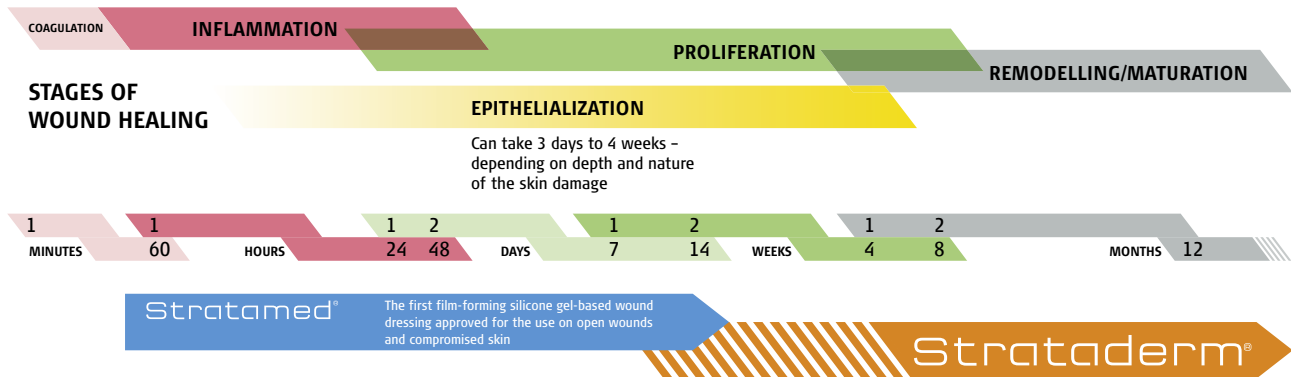 COAGULATION INFLAMMATION
PROLIFERATION
REMODELLING/MATURATION
STAGES OF
WOUND HEALING
EPITHELIALIZATION
Can take 3 days to 4 weeks –
depending on depth and nature
of the skin damage
1 1 1 2 1 2 1 2
MINUTES 60 HOURS 24 48 DAYS 7 14 WEEKS 4 8 MONTHS 12
Stratamed®
The first film-forming silicone gel-based wound
dressing approved for the use on open wounds
and compromised skin
Strataderm®